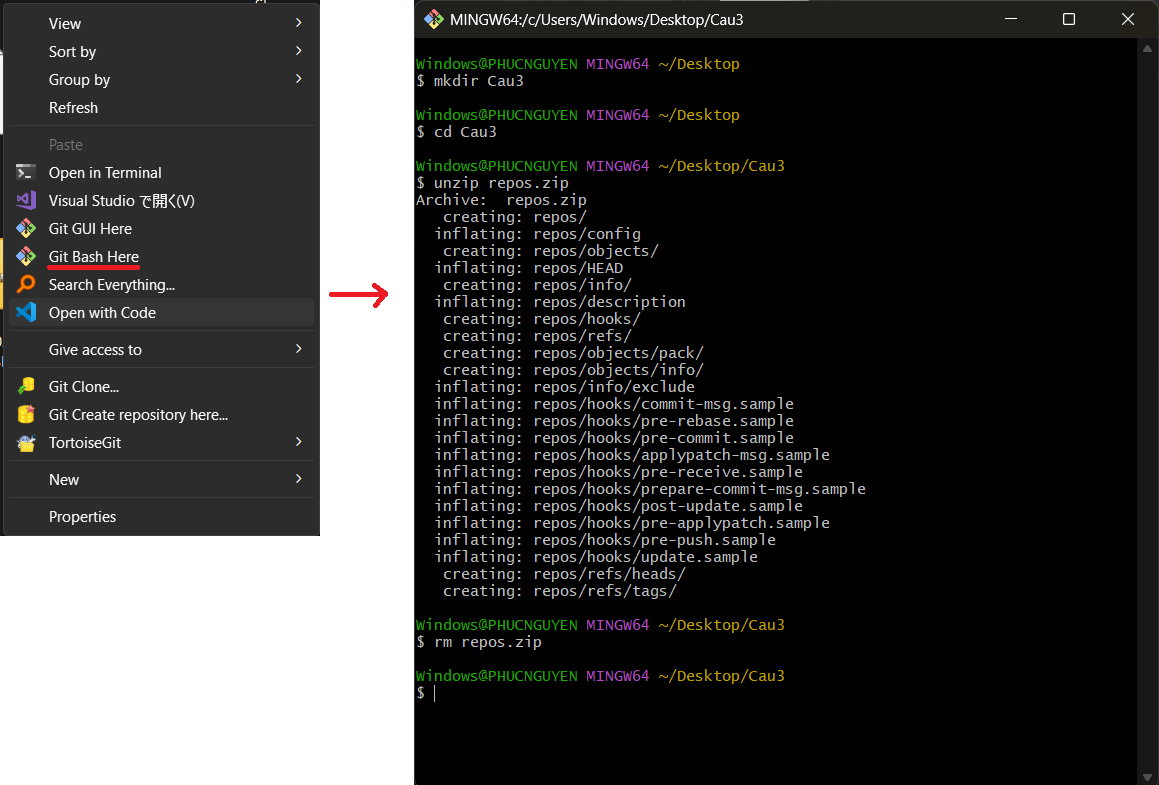 View
Sort by
Group by
Refresh
Paste
Open in Terminal
Visual Studio で開く(V)
Git GUI Here
Git Bash Here
Search Everything...
Open with Code
Give access to
Git Clone...
Git Create repository here...
TortoiseGit
New
Properties
MINGW64:/c/Users/Windows/Desktop/Cau3
Windows@PHUCNGUYEN MINGW64 ~/Desktop
$ mkdir Cau3
Windows@PHUCNGUYEN MINGW64 ~/Desktop
$ cd Cau3
Windows@PHUCNGUYEN MINGW64 ~/Desktop/Cau3
$ unzip repos.zip
Archive:  repos.zip
   creating: repos/
  inflating: repos/config
   creating: repos/objects/
  inflating: repos/HEAD
   creating: repos/info/
  inflating: repos/description
   creating: repos/hooks/
   creating: repos/refs/
   creating: repos/objects/pack/
   creating: repos/objects/info/
  inflating: repos/info/exclude
  inflating: repos/hooks/commit-msg.sample
  inflating: repos/hooks/pre-rebase.sample
  inflating: repos/hooks/pre-commit.sample
  inflating: repos/hooks/applypatch-msg.sample
  inflating: repos/hooks/pre-receive.sample
  inflating: repos/hooks/prepare-commit-msg.sample
  inflating: repos/hooks/post-update.sample
  inflating: repos/hooks/pre-applypatch.sample
  inflating: repos/hooks/pre-push.sample
  inflating: repos/hooks/update.sample
   creating: repos/refs/heads/
   creating: repos/refs/tags/
Windows@PHUCNGUYEN MINGW64 ~/Desktop/Cau3
$ rm repos.zip
Windows@PHUCNGUYEN MINGW64 ~/Desktop/Cau3
$